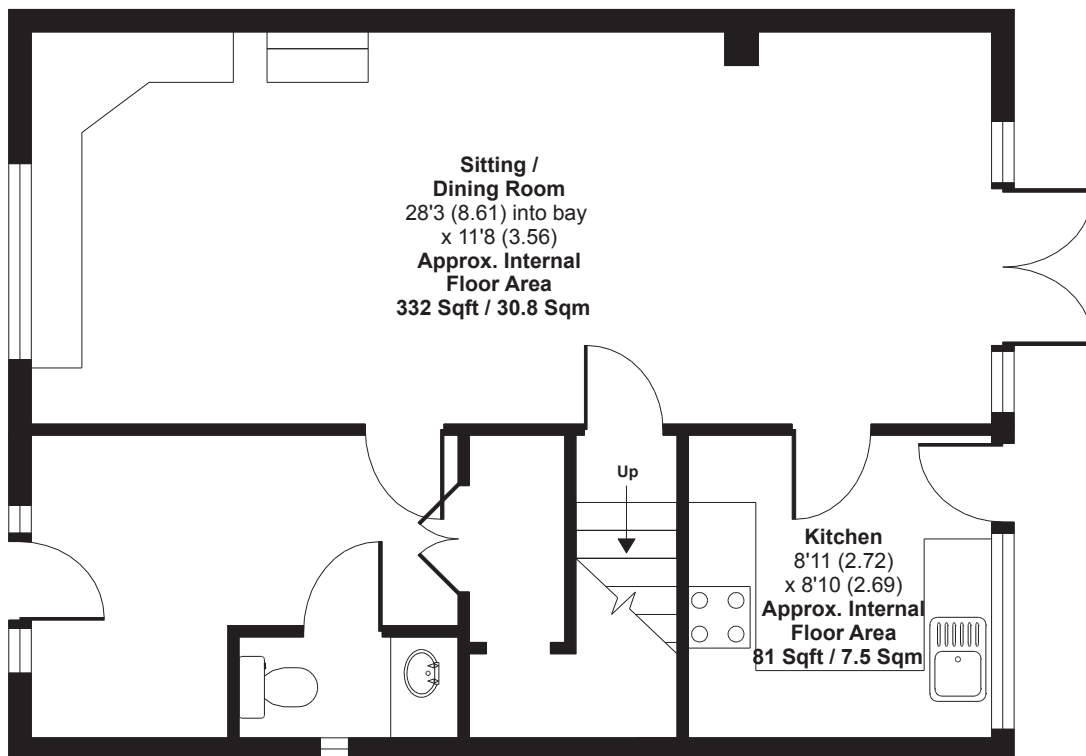 Sitting /
Dining Room
28'3 (8.61) into bay
x 11'8 (3.56)
Approx. Internal
Floor Area
332 Sqft / 30.8 Sqm
Up
Kitchen
8'11 (2.72)
x 8'10 (2.69)
Approx. Internal
Floor Area
81 Sqft / 7.5 Sqm